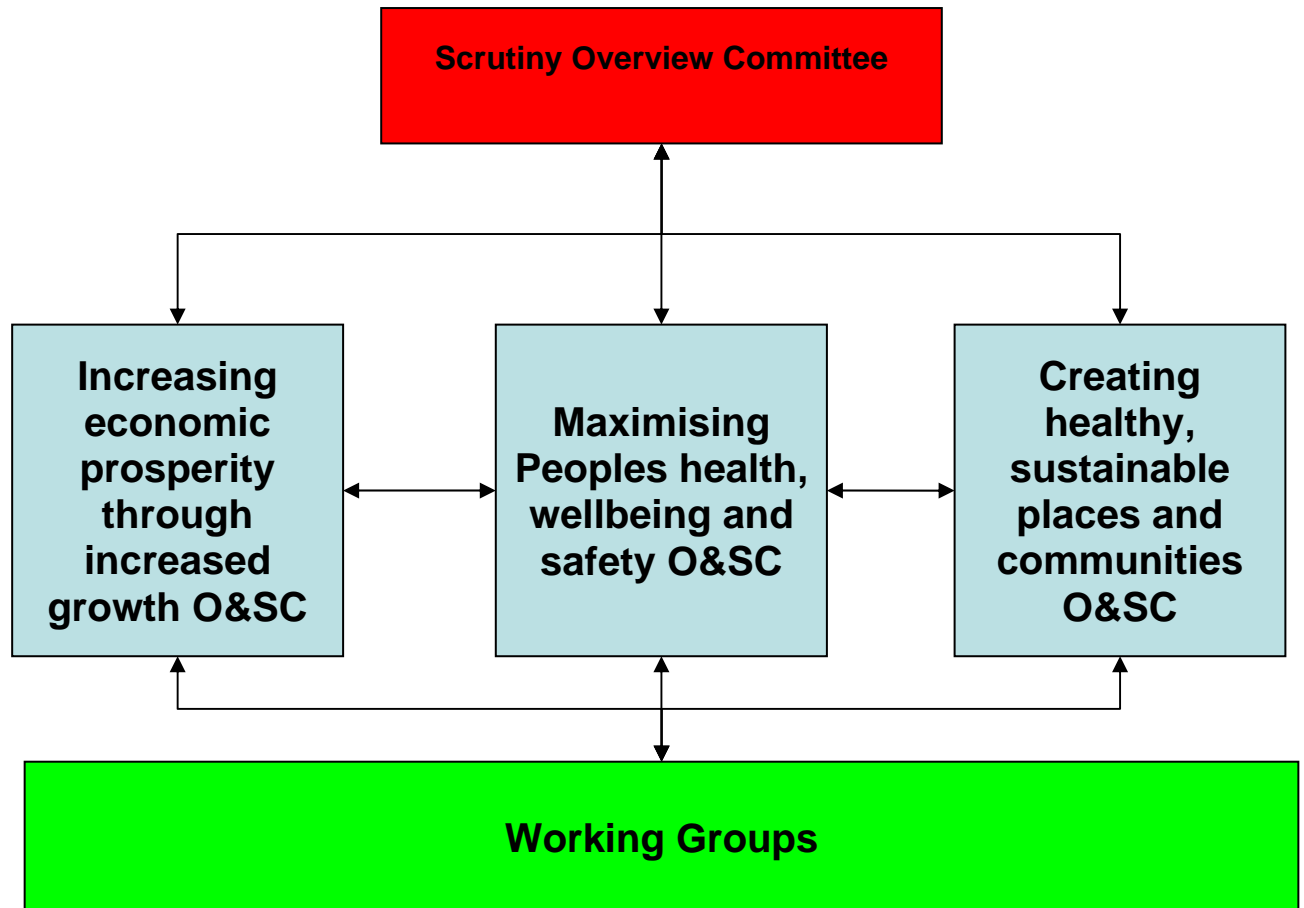 Scrutiny Overview Committee
Increasing
economic
prosperity
through
increased
growth O&SC
Maximising
Peoples health,
wellbeing and
safety O&SC
Creating
healthy,
sustainable
places and
communities
O&SC
Working Groups